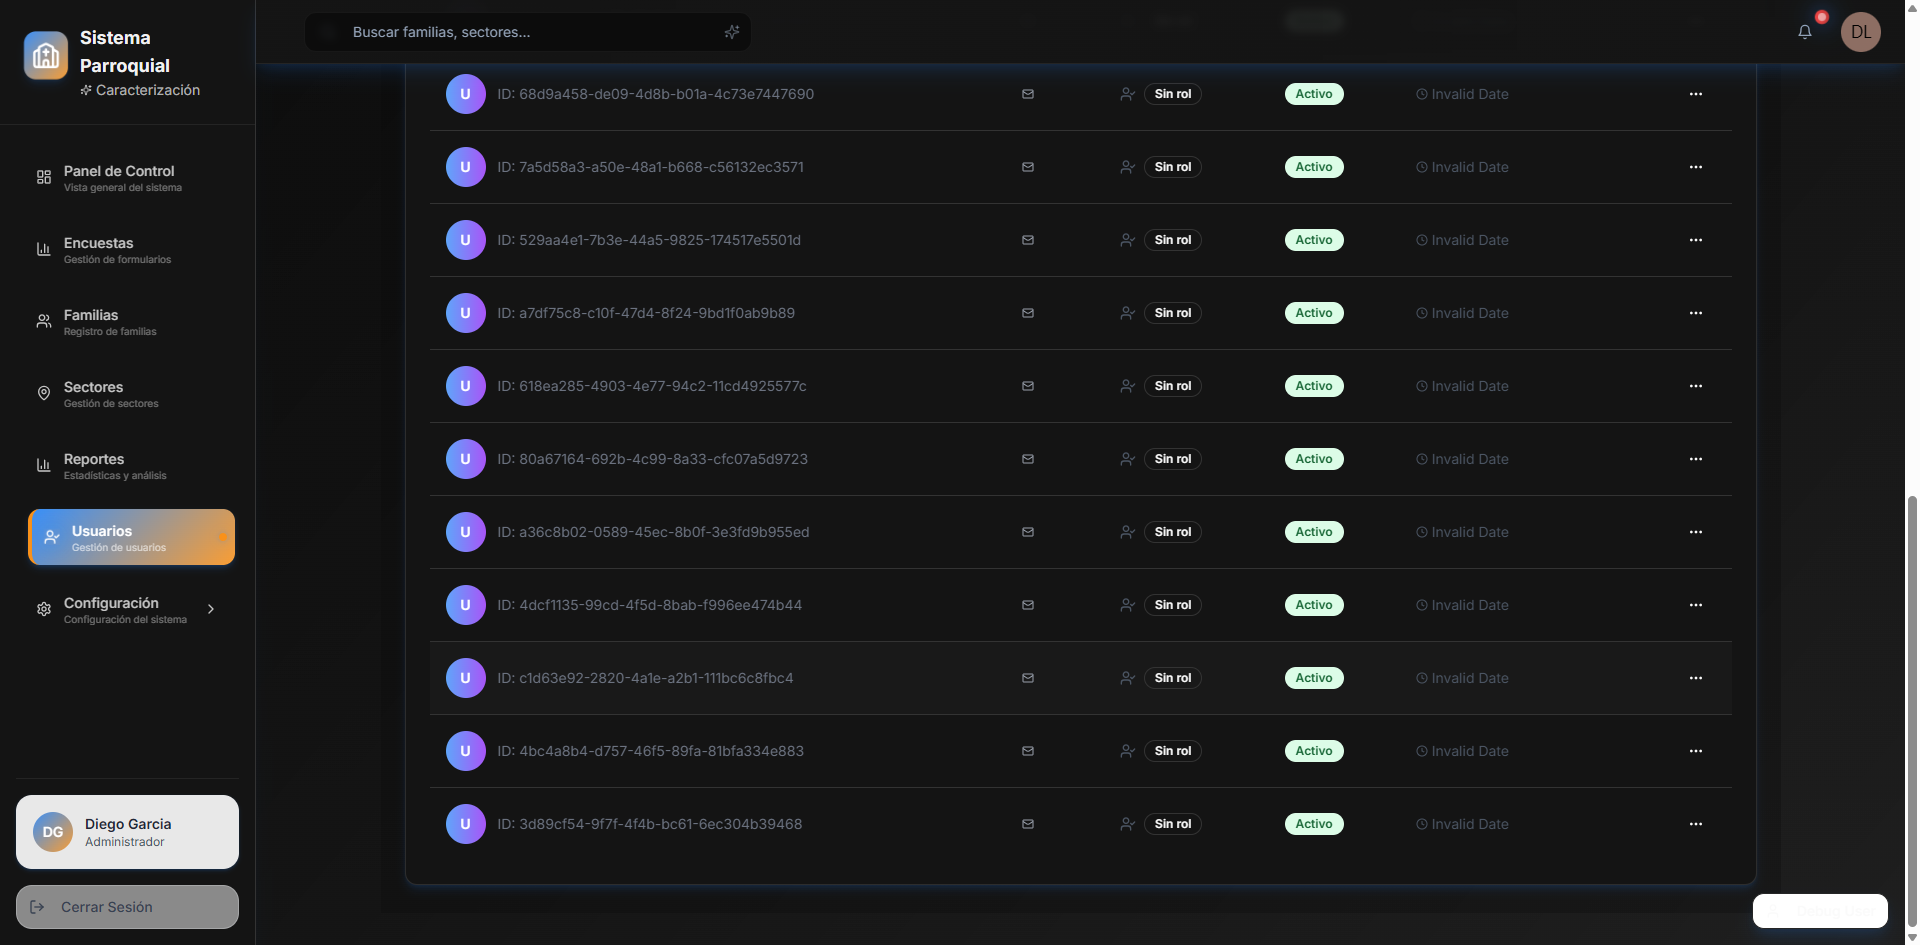 Sistema
Parroquial
Caracterización
Buscar familias, sectores...
DL
Panel de Control
Vista general del sistema
Encuestas
Gestión de formularios
Familias
Registro de familias
Sectores
Gestión de sectores
Reportes
Estadísticas y análisis
Usuarios
Gestión de usuarios
Configuración
Configuración del sistema
DG
Diego Garcia
Administrador
Cerrar Sesión
U ID: 68d9a458-de09-4d8b-b01a-4c73e7447690 Sin rol Activo Invalid Date
U ID: 7a5d58a3-a50e-48a1-b668-c56132ec3571 Sin rol Activo Invalid Date
U ID: 529aa4e1-7b3e-44a5-9825-174517e5501d Sin rol Activo Invalid Date
U ID: a7df75c8-c10f-47d4-8f24-9bd1f0ab9b89 Sin rol Activo Invalid Date
U ID: 618ea285-4903-4e77-94c2-11cd4925577c Sin rol Activo Invalid Date
U ID: 80a67164-692b-4c99-8a33-cfc07a5d9723 Sin rol Activo Invalid Date
U ID: a36c8b02-0589-45ec-8b0f-3e3fd9b955ed Sin rol Activo Invalid Date
U ID: 4dcf1135-99cd-4f5d-8bab-f996ee474b44 Sin rol Activo Invalid Date
U ID: c1d63e92-2820-4a1e-a2b1-111bc6c8fbc4 Sin rol Activo Invalid Date
U ID: 4bc4a8b4-d757-46f5-89fa-81bfa334e883 Sin rol Activo Invalid Date
U ID: 3d89cf54-9f7f-4f4b-bc61-6ec304b39468 Sin rol Activo Invalid Date